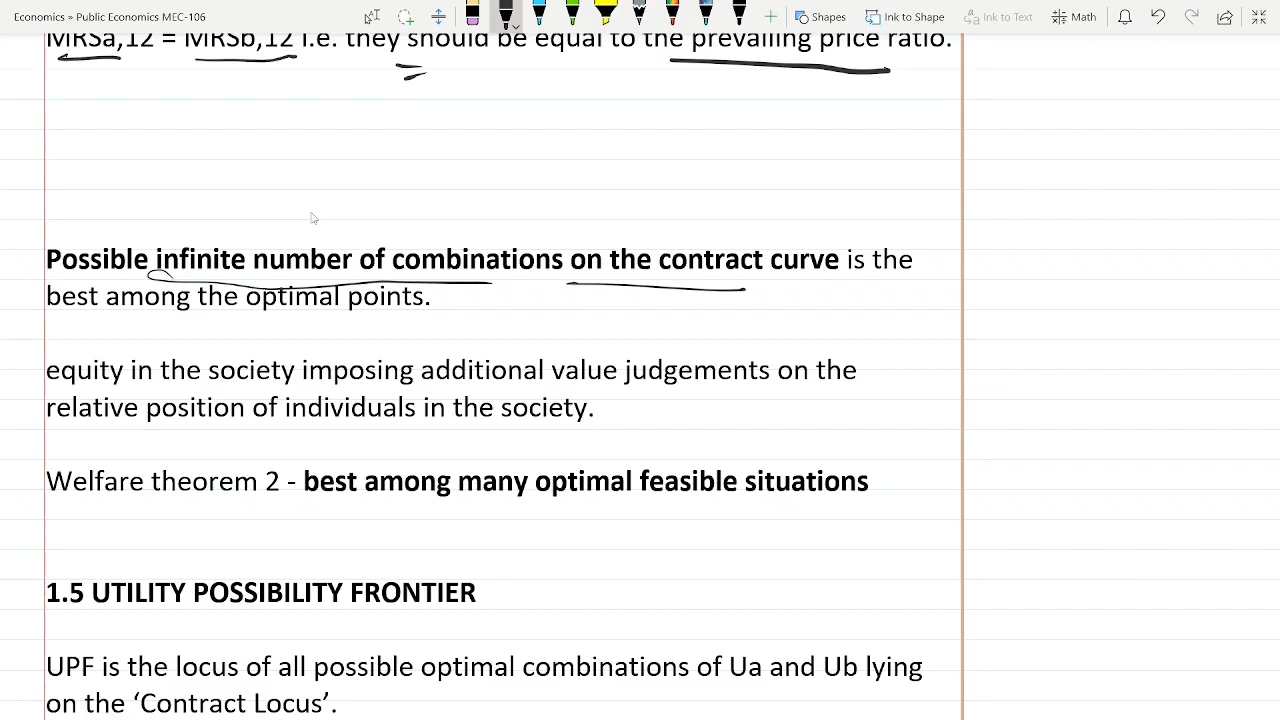 Economics » Public Economics MEC-106
Shapes
Ink to Shape
Ink to Text
Math
MRSa,12 = MRSb,12 i.e. they should be equal to the prevailing price ratio.
Possible infinite number of combinations on the contract curve is the
best among the optimal points.
equity in the society imposing additional value judgements on the
relative position of individuals in the society.
Welfare theorem 2 - best among many optimal feasible situations
1.5 UTILITY POSSIBILITY FRONTIER
UPF is the locus of all possible optimal combinations of Ua and Ub lying
on the ‘Contract Locus’.